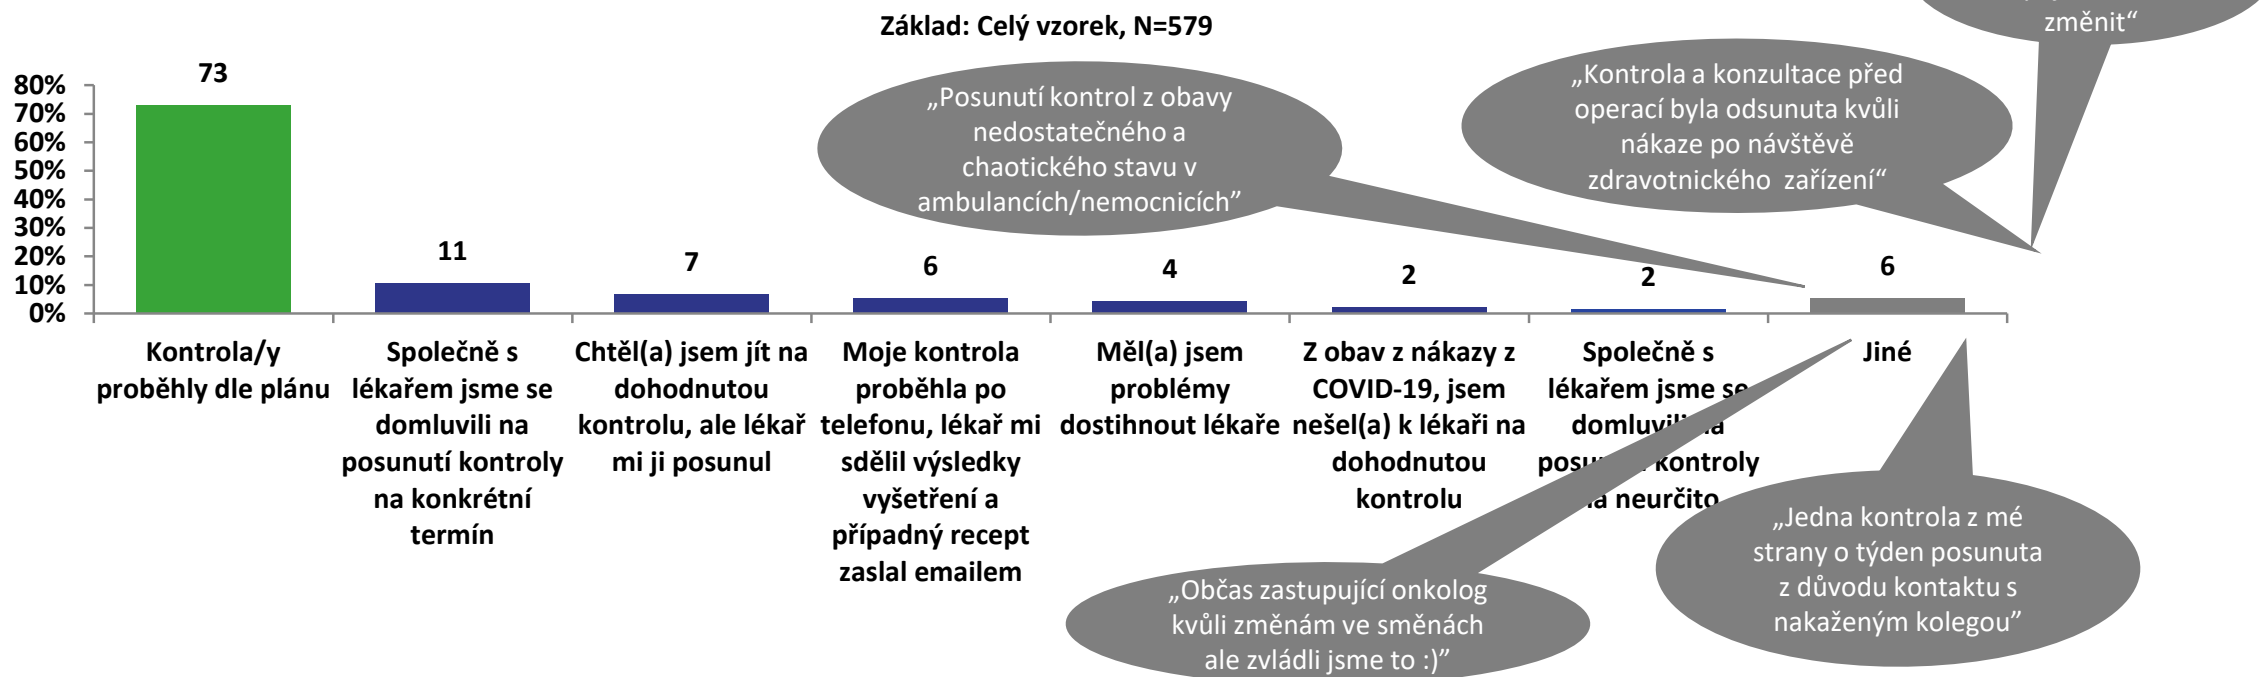 změnit“
Základ: Celý vzorek, N=579
„Kontrola a konzultace před
operací byla odsunuta kvůli
nákaze po návštěvě
zdravotnického zařízení“
„Posunutí kontrol z obavy
nedostatečného a
chaotického stavu v
ambulancích/nemocnicích”
80%
70%
60%
50%
40%
30%
20%
10%
0%
73
11
7
6
4
2
2
6
Kontrola/y
proběhly dle plánu
Společně s
lékařem jsme se
domluvili na
posunutí kontroly
na konkrétní
termín
Chtěl(a) jsem jít na
dohodnutou
kontrolu, ale lékař
mi ji posunul
Moje kontrola
proběhla po
telefonu, lékař mi
sdělil výsledky
vyšetření a
případný recept
zaslal emailem
Měl(a) jsem
problémy
dostihnout lékaře
Z obav z nákazy z
COVID-19, jsem
nešel(a) k lékaři na
dohodnutou
kontrolu
Společně s
lékařem jsme se
domluvili na
posunutí kontroly
na neurčito
Jiné
„Občas zastupující onkolog
kvůli změnám ve směnách
ale zvládli jsme to :)”
„Jedna kontrola z mé
strany o týden posunuta
z důvodu kontaktu s
nakaženým kolegou”